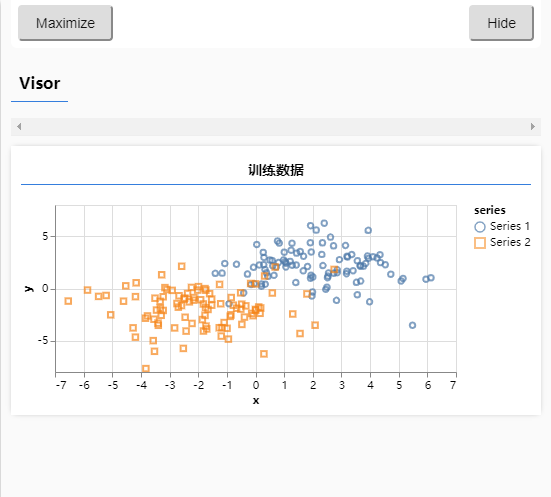 Maximize
Hide
Visor
训练数据
series
Series 1
Series 2
y
5
0
-5
-7 -6 -5 -4 -3 -2 -1 0 1 2 3 4 5 6 7
x